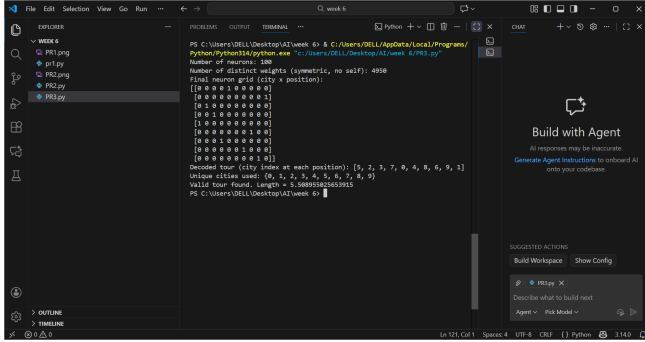 File Edit Selection View Go Run ...
week 6
EXPLORER
WEEK 6
PR1.png
pr1.py
PR2.png
PR2.py
PR3.py
OUTLINE
TIMELINE
PROBLEMS OUTPUT TERMINAL ...
Python
PS C:\Users\DELL\Desktop\AI\week 6> & C:/Users/DELL/AppData/Local/Programs/
Python/Python314/python.exe "c:/Users/DELL/Desktop/AI/week 6/PR3.py"
Number of neurons: 100
Number of distinct weights (symmetric, no self): 4950
Final neuron grid (city x position):
[[0 0 0 0 1 0 0 0 0 0]
[0 0 0 0 0 0 0 0 0 1]
[0 1 0 0 0 0 0 0 0 0]
[0 0 1 0 0 0 0 0 0 0]
[0 0 0 0 0 1 0 0 0 0]
[1 0 0 0 0 0 0 0 0 0]
[0 0 0 0 0 0 0 1 0 0]
[0 0 0 1 0 0 0 0 0 0]
[0 0 0 0 0 0 1 0 0 0]
[0 0 0 0 0 0 0 0 1 0]]
Decoded tour (city index at each position): [5, 2, 3, 7, 0, 4, 8, 6, 9, 1]
Unique cities used: {0, 1, 2, 3, 4, 5, 6, 7, 8, 9}
Valid tour found. Length = 5.508955025653915
PS C:\Users\DELL\Desktop\AI\week 6>
CHAT
Build with Agent
AI responses may be inaccurate.
Generate Agent Instructions to onboard AI
onto your codebase.
SUGGESTED ACTIONS
Build Workspace Show Config
PR3.py
Describe what to build next
Agent Pick Model
0 0
Ln 121, Col 1 Spaces: 4 UTF-8 CRLF { } Python 3.14.0